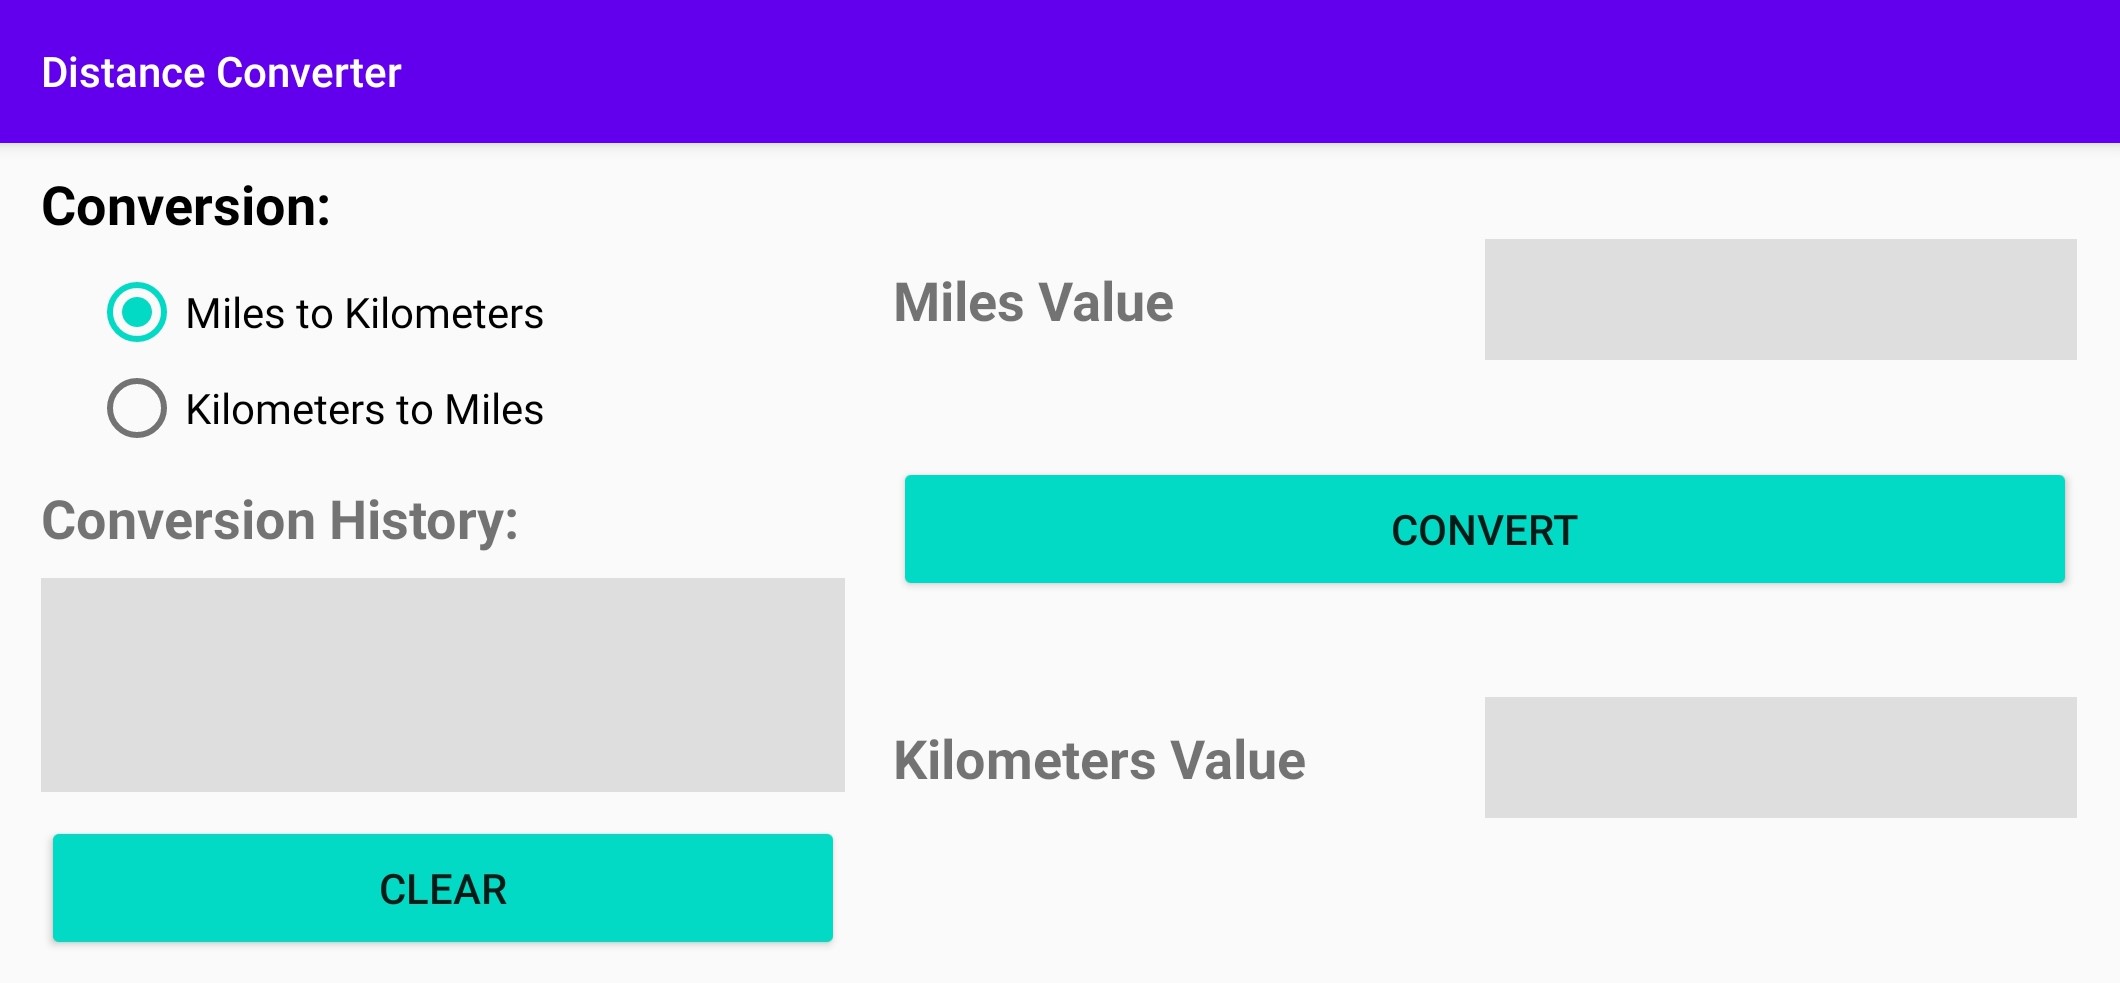 Distance Converter
Conversion:
Miles to Kilometers
Kilometers to Miles
Conversion History:
CLEAR
Miles Value
CONVERT
Kilometers Value